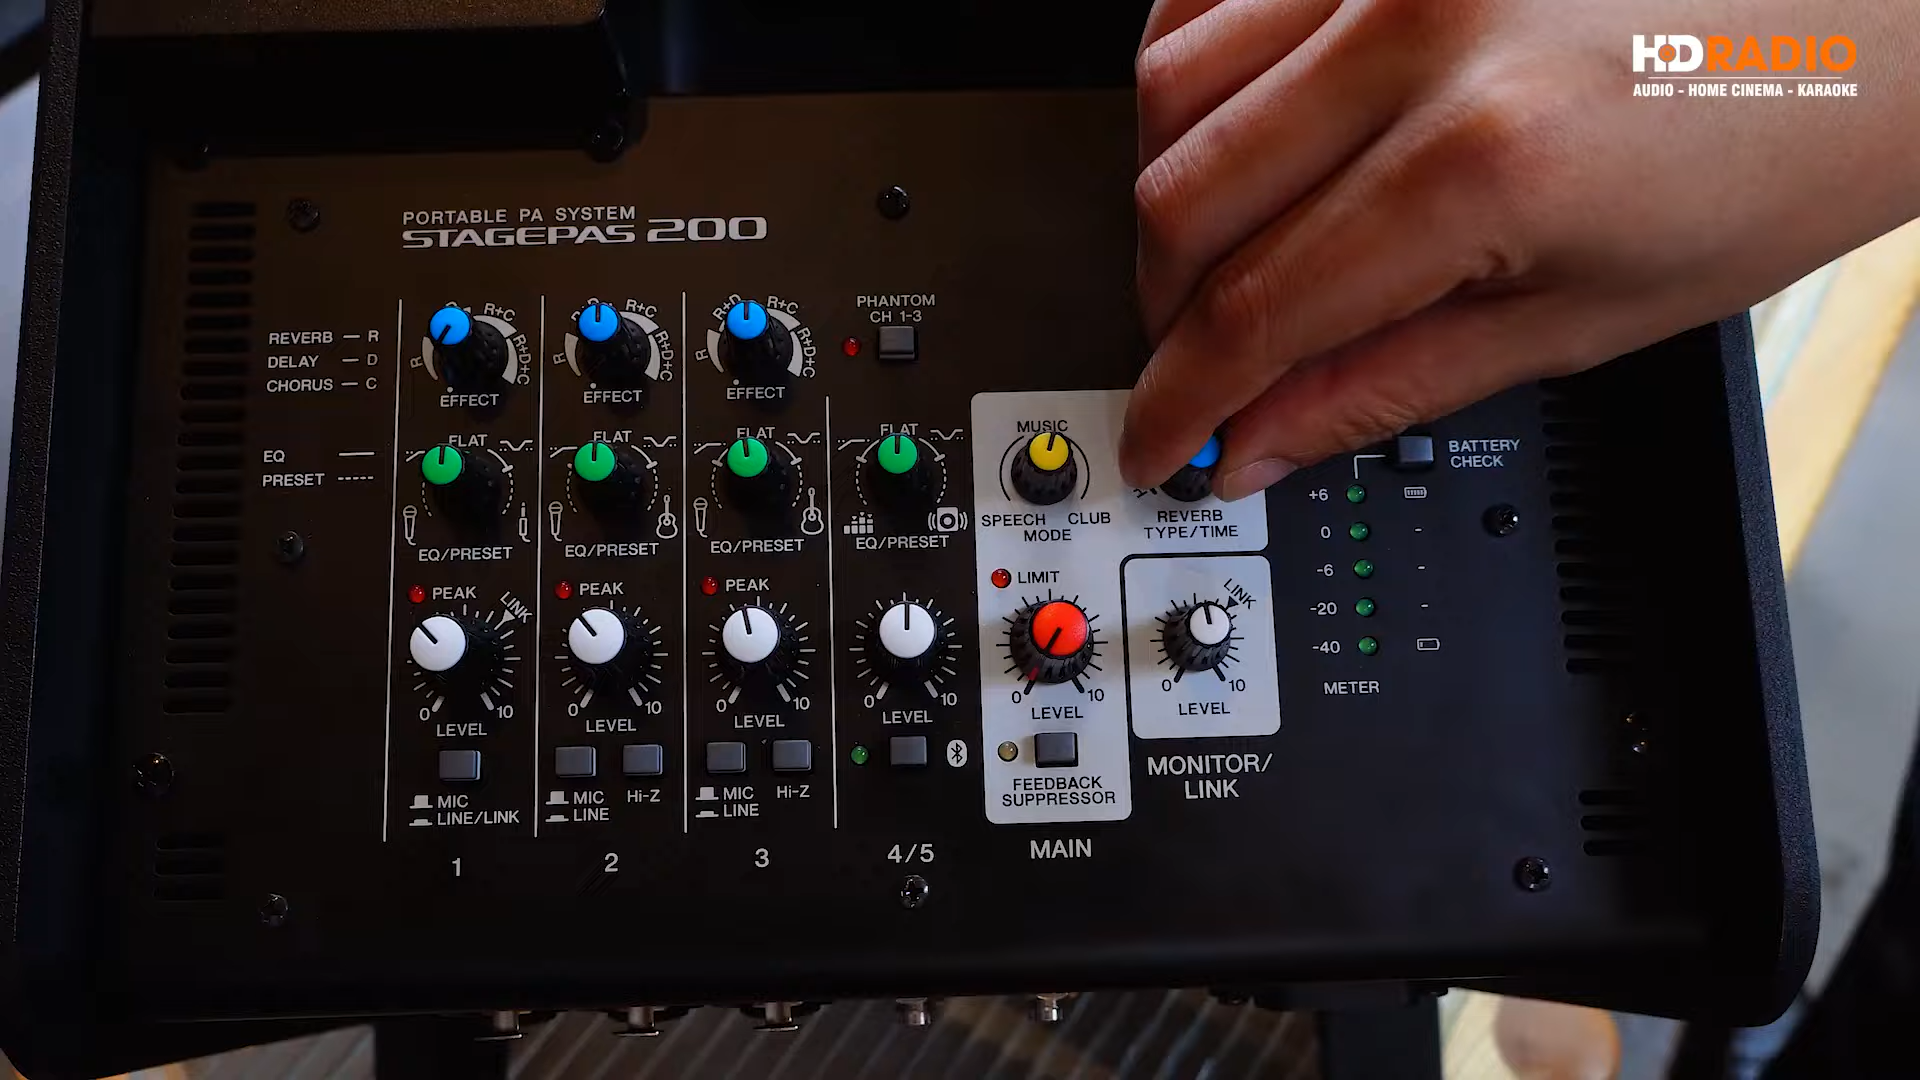 HDRADIO
AUDIO - HOME CINEMA - KARAOKE
PORTABLE PA SYSTEM
STAGEPAS 200
REVERB — R
DELAY — D
CHORUS — C
R
R+C
R+D+C
EFFECT
R
D
R+C
R+D+C
EFFECT
R
R+D
R+C
R+D+C
EFFECT
PHANTOM
CH 1-3
EQ
PRESET
FLAT
EQ/PRESET
FLAT
EQ/PRESET
FLAT
EQ/PRESET
FLAT
EQ/PRESET
MUSIC
SPEECH CLUB
MODE
REVERB
TYPE/TIME
BATTERY
CHECK
+6
0 -
-6 -
-20 -
-40
METER
PEAK
LINK
0 10
LEVEL
PEAK
0 10
LEVEL
PEAK
0 10
LEVEL
0 10
LEVEL
LIMIT
0 10
LEVEL
LINK
0 10
LEVEL
MIC
LINE/LINK
MIC
LINE
Hi-Z
MIC
LINE
Hi-Z
FEEDBACK
SUPPRESSOR
MONITOR/
LINK
1
2
3
4/5
MAIN